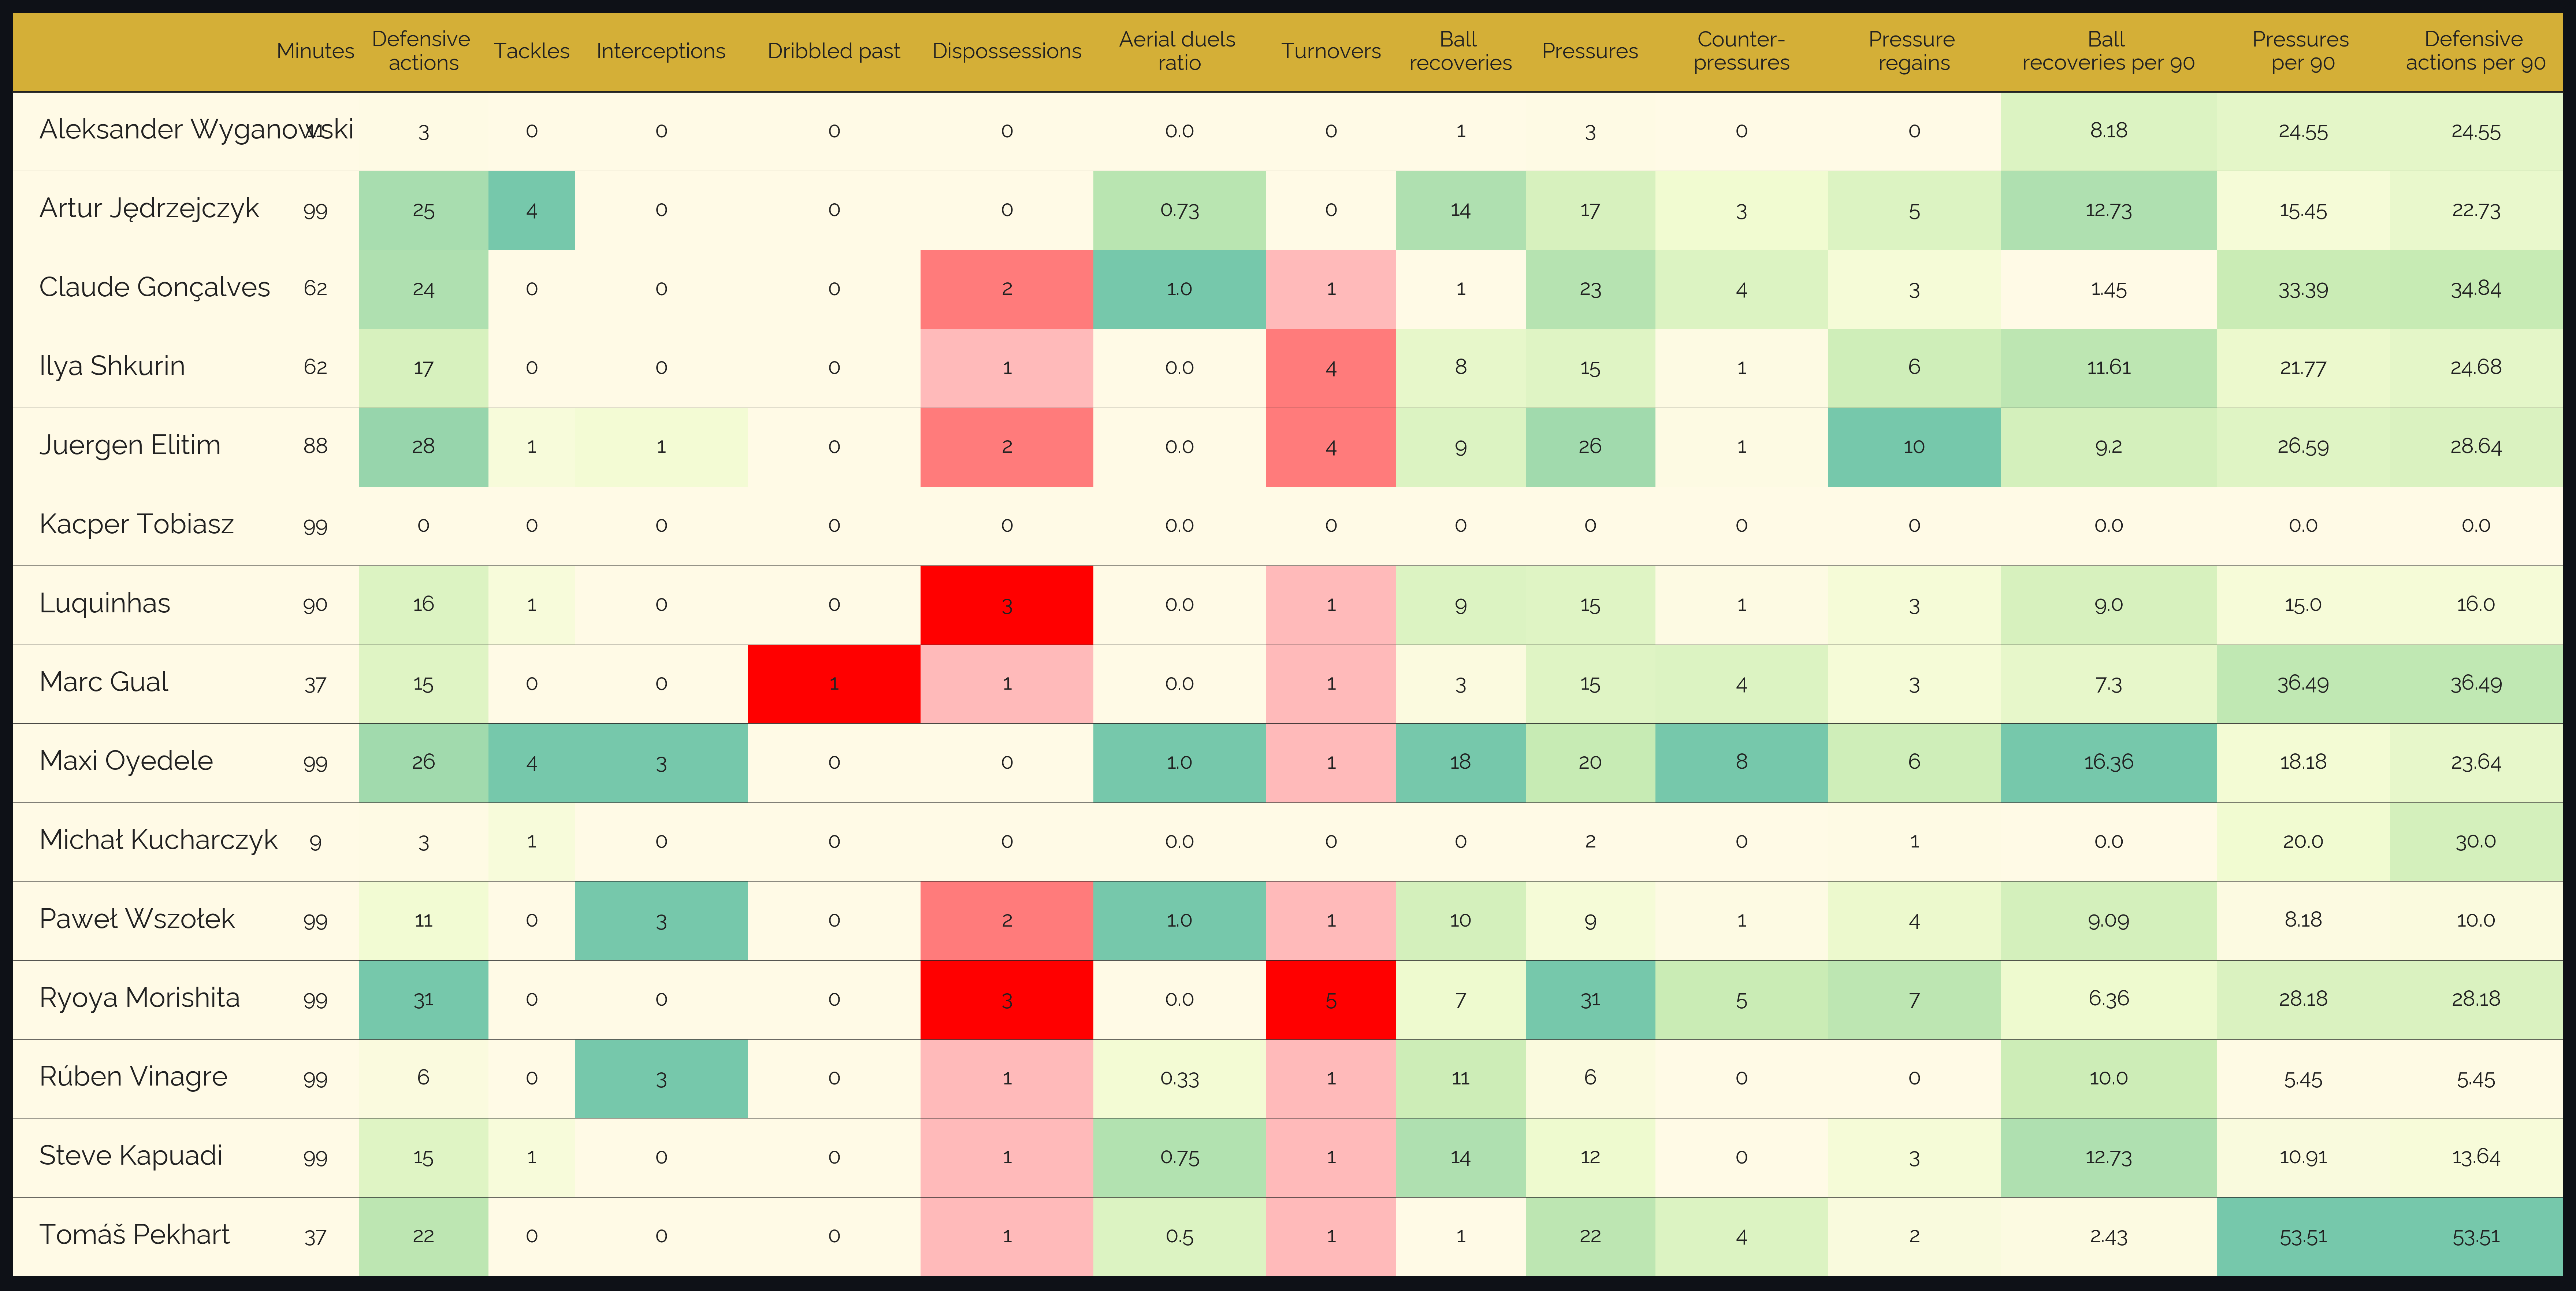 Minutes Defensive actions Tackles Interceptions Dribbled past Dispossessions Aerial duels ratio Turnovers Ball recoveries Pressures Counter-pressures Pressure regains Ball recoveries per 90 Pressures per 90 Defensive actions per 90
Aleksander Wyganowski 11 3 0 0 0 0 0.0 0 1 3 0 0 8.18 24.55 24.55
Artur Jędrzejczyk 99 25 4 0 0 0 0.73 0 14 17 3 5 12.73 15.45 22.73
Claude Gonçalves 62 24 0 0 0 2 1.0 1 1 23 4 3 1.45 33.39 34.84
Ilya Shkurin 62 17 0 0 0 1 0.0 4 8 15 1 6 11.61 21.77 24.68
Juergen Elitim 88 28 1 1 0 2 0.0 4 9 26 1 10 9.2 26.59 28.64
Kacper Tobiasz 99 0 0 0 0 0 0.0 0 0 0 0 0 0.0 0.0 0.0
Luquinhas 90 16 1 0 0 3 0.0 1 9 15 1 3 9.0 15.0 16.0
Marc Gual 37 15 0 0 1 1 0.0 1 3 15 4 3 7.3 36.49 36.49
Maxi Oyedele 99 26 4 3 0 0 1.0 1 18 20 8 6 16.36 18.18 23.64
Michał Kucharczyk 9 3 1 0 0 0 0.0 0 0 2 0 1 0.0 20.0 30.0
Paweł Wszołek 99 11 0 3 0 2 1.0 1 10 9 1 4 9.09 8.18 10.0
Ryoya Morishita 99 31 0 0 0 3 0.0 5 7 31 5 7 6.36 28.18 28.18
Rúben Vinagre 99 6 0 3 0 1 0.33 1 11 6 0 0 10.0 5.45 5.45
Steve Kapuadi 99 15 1 0 0 1 0.75 1 14 12 0 3 12.73 10.91 13.64
Tomáš Pekhart 37 22 0 0 0 1 0.5 1 1 22 4 2 2.43 53.51 53.51